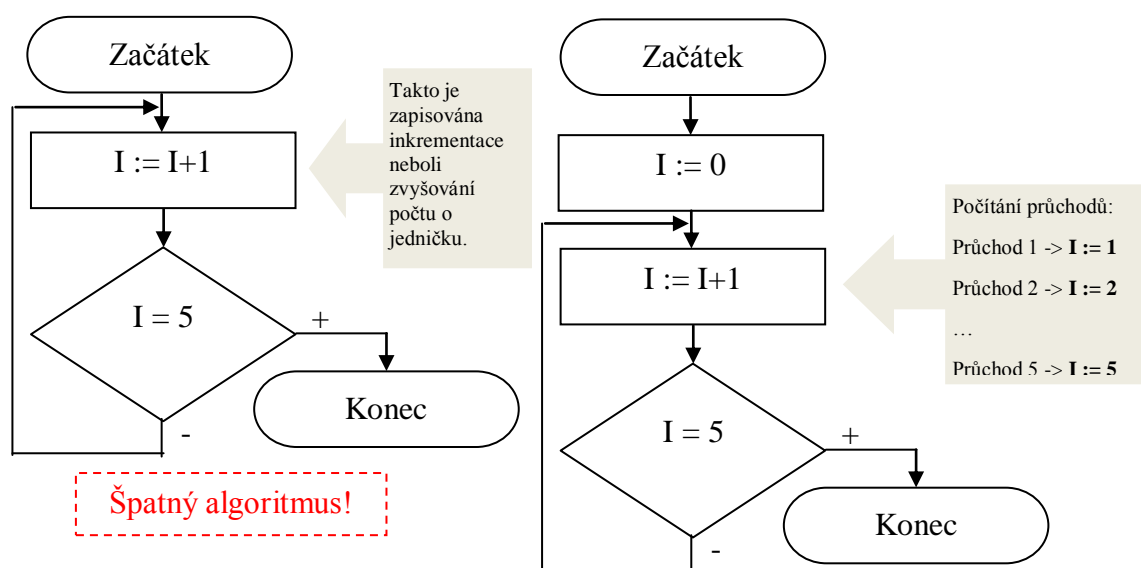 Začátek
Takto je
zapisována
inkrementace
neboli
zvyšování
počtu o
jedničku.
I := I+1
I = 5
+
Konec
-
Špatný algoritmus!
Začátek
I := 0
I := I+1
Počítání průchodů:
Průchod 1 -> I := 1
Průchod 2 -> I := 2
…
Průchod 5 -> I := 5
I = 5
+
Konec
-